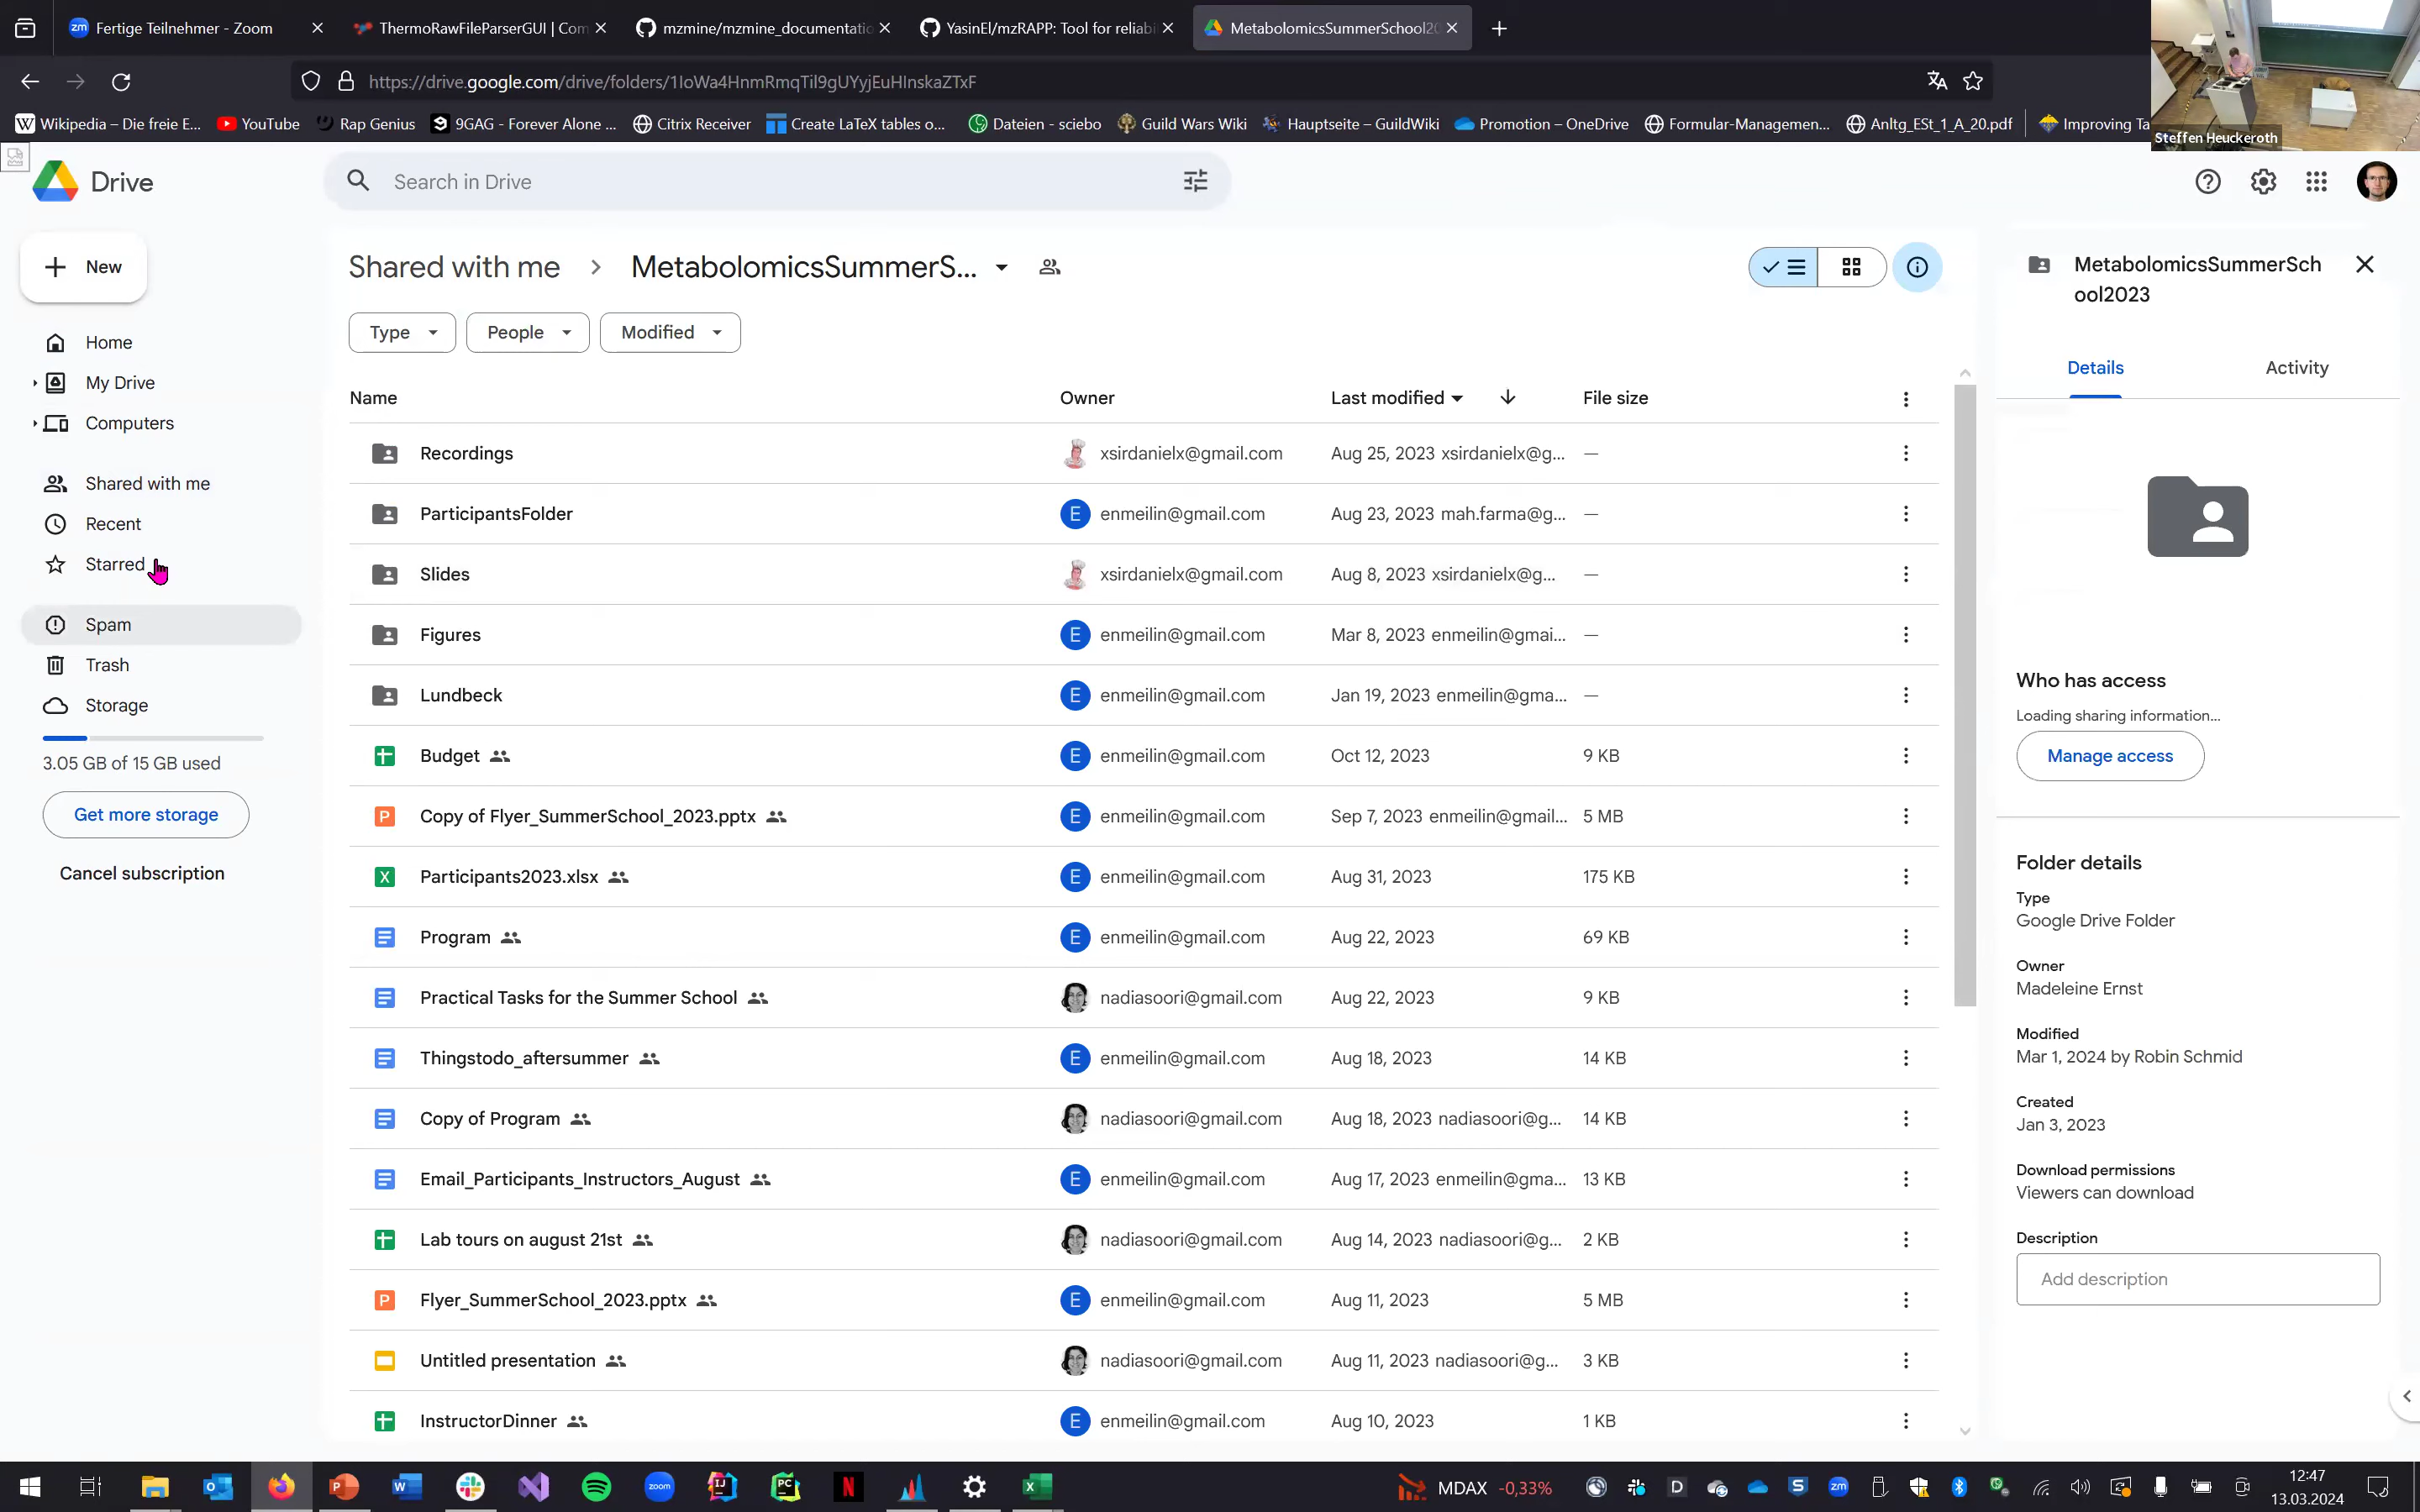 Fertige Teilnehmer - Zoom
ThermoRawFileParserGUI | Com
mzmine/mzmine_documentatio
YasinEl/mzRAPP: Tool for reliabi
MetabolomicsSummerSchool20
https://drive.google.com/drive/folders/1IoWa4HnmRmqTil9gUYyjEuHInskaZTxF
Wikipedia – Die freie E...
YouTube
Rap Genius
9GAG - Forever Alone ...
Citrix Receiver
Create LaTeX tables o...
Dateien - sciebo
Guild Wars Wiki
Hauptseite – GuildWiki
Promotion – OneDrive
Formular-Managemen...
Anltg_ESt_1_A_20.pdf
Improving Ta
Steffen Heuckeroth
Drive
Search in Drive
New
Home
My Drive
Computers
Shared with me
Recent
Starred
Spam
Trash
Storage
3.05 GB of 15 GB used
Get more storage
Cancel subscription
Shared with me > MetabolomicsSummerS...
Type People Modified
Name Owner Last modified File size
Recordings xsirdanielx@gmail.com Aug 25, 2023 xsirdanielx@g... —
ParticipantsFolder enmeilin@gmail.com Aug 23, 2023 mah.farma@g... —
Slides xsirdanielx@gmail.com Aug 8, 2023 xsirdanielx@g... —
Figures enmeilin@gmail.com Mar 8, 2023 enmeilin@gmai... —
Lundbeck enmeilin@gmail.com Jan 19, 2023 enmeilin@gma... —
Budget enmeilin@gmail.com Oct 12, 2023 9 KB
Copy of Flyer_SummerSchool_2023.pptx enmeilin@gmail.com Sep 7, 2023 enmeilin@gmail... 5 MB
Participants2023.xlsx enmeilin@gmail.com Aug 31, 2023 175 KB
Program enmeilin@gmail.com Aug 22, 2023 69 KB
Practical Tasks for the Summer School nadiasoori@gmail.com Aug 22, 2023 9 KB
Thingstodo_aftersummer enmeilin@gmail.com Aug 18, 2023 14 KB
Copy of Program nadiasoori@gmail.com Aug 18, 2023 nadiasoori@g... 14 KB
Email_Participants_Instructors_August enmeilin@gmail.com Aug 17, 2023 enmeilin@gma... 13 KB
Lab tours on august 21st nadiasoori@gmail.com Aug 14, 2023 nadiasoori@g... 2 KB
Flyer_SummerSchool_2023.pptx enmeilin@gmail.com Aug 11, 2023 5 MB
Untitled presentation nadiasoori@gmail.com Aug 11, 2023 nadiasoori@g... 3 KB
InstructorDinner enmeilin@gmail.com Aug 10, 2023 1 KB
MetabolomicsSummerSch
ool2023
Details Activity
Who has access
Loading sharing information...
Manage access
Folder details
Type
Google Drive Folder
Owner
Madeleine Ernst
Modified
Mar 1, 2024 by Robin Schmid
Created
Jan 3, 2023
Download permissions
Viewers can download
Description
Add description
MDAX -0,33%
12:47
13.03.2024